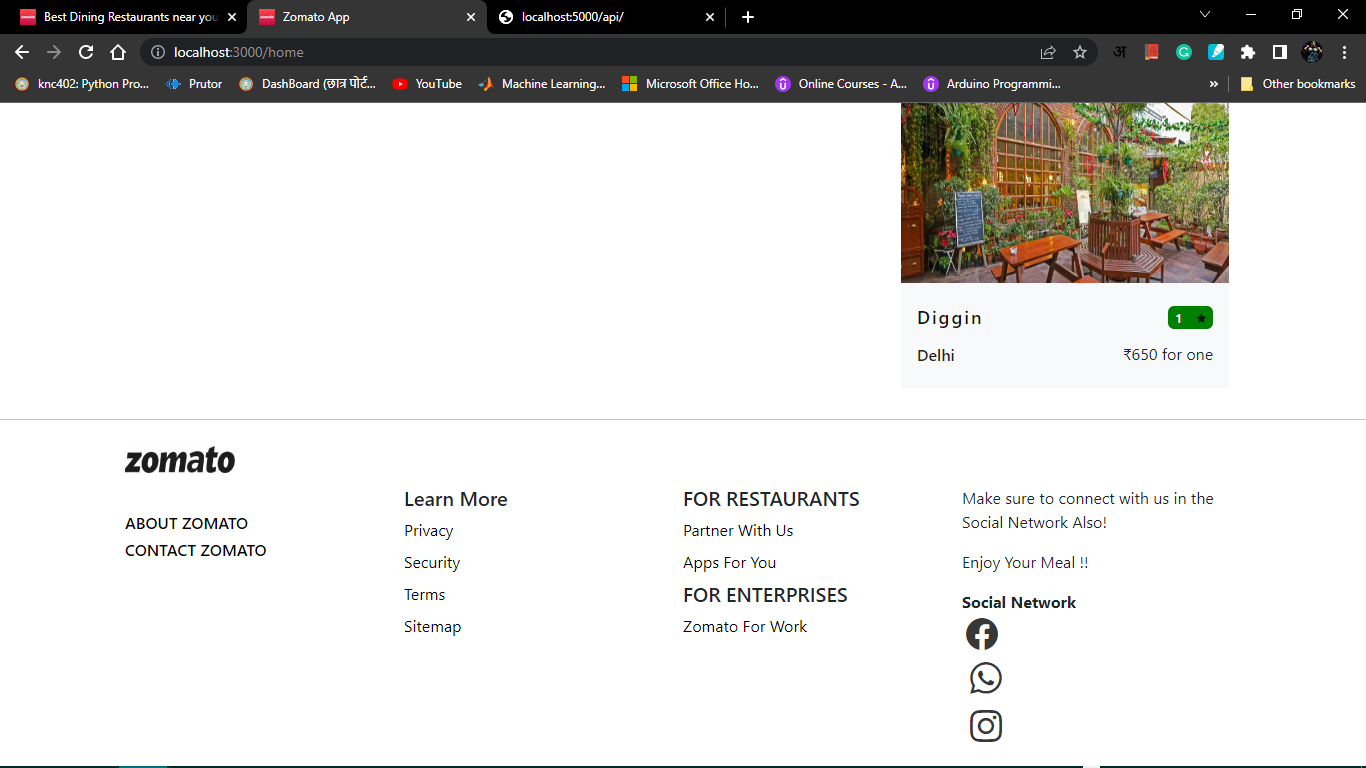 Best Dining Restaurants near you
Zomato App
localhost:5000/api/
localhost:3000/home
अ
knc402: Python Pro...
Prutor
DashBoard (छात्र पोर्ट...
YouTube
Machine Learning...
Microsoft Office Ho...
Online Courses - A...
Arduino Programmi...
»
Other bookmarks
Diggin
1 ★
Delhi
₹650 for one
zomato
ABOUT ZOMATO
CONTACT ZOMATO
Learn More
Privacy
Security
Terms
Sitemap
FOR RESTAURANTS
Partner With Us
Apps For You
FOR ENTERPRISES
Zomato For Work
Make sure to connect with us in the
Social Network Also!
Enjoy Your Meal !!
Social Network